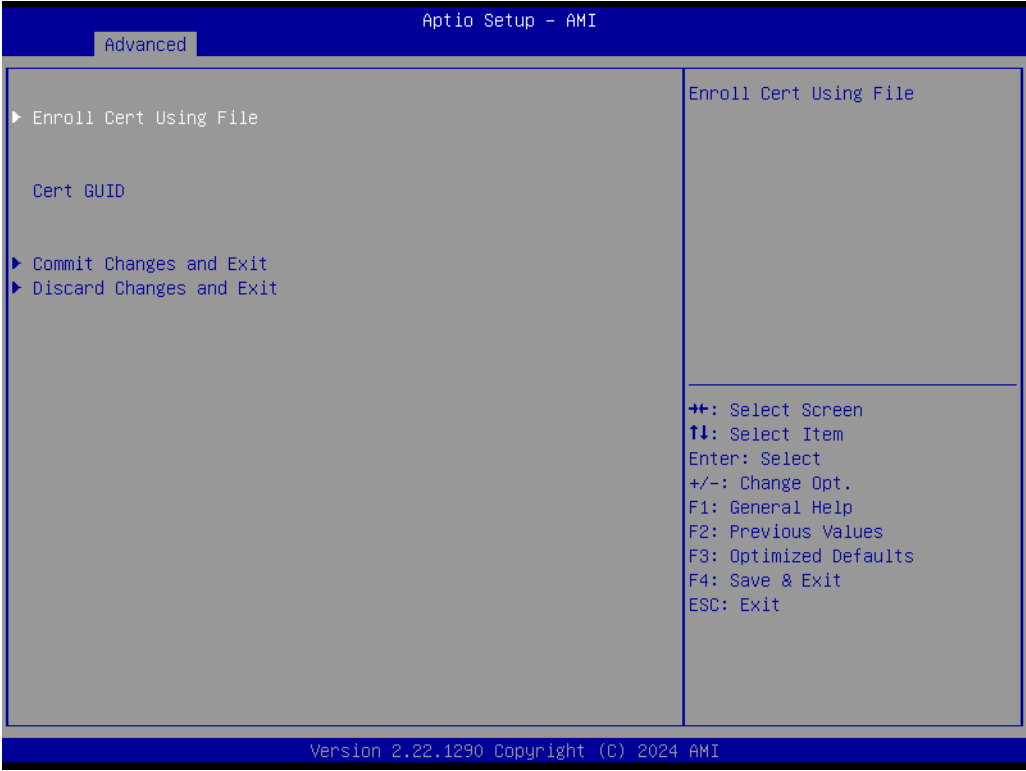 Aptio Setup – AMI
Advanced
▶ Enroll Cert Using File
Cert GUID
▶ Commit Changes and Exit
▶ Discard Changes and Exit
Enroll Cert Using File
→←: Select Screen
↑↓: Select Item
Enter: Select
+/-: Change Opt.
F1: General Help
F2: Previous Values
F3: Optimized Defaults
F4: Save & Exit
ESC: Exit
Version 2.22.1290 Copyright (C) 2024 AMI